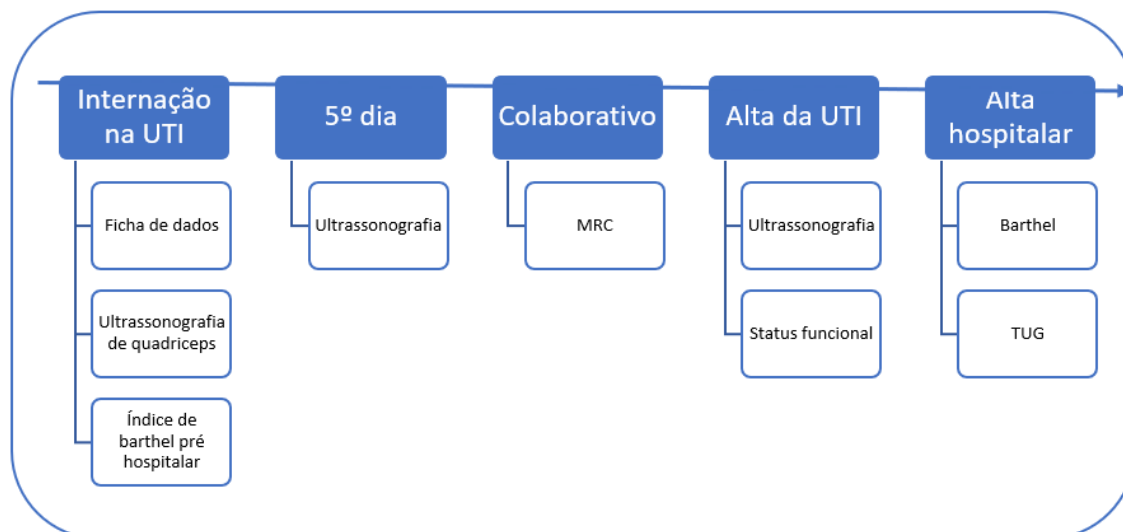 Internação
na UTI
5º dia
Colaborativo
Alta da UTI
Alta
hospitalar
Ficha de dados
Ultrassonografia
MRC
Ultrassonografia
Barthel
Ultrassonografia
de quadriceps
Status funcional
TUG
Índice de
barthel pré
hospitalar